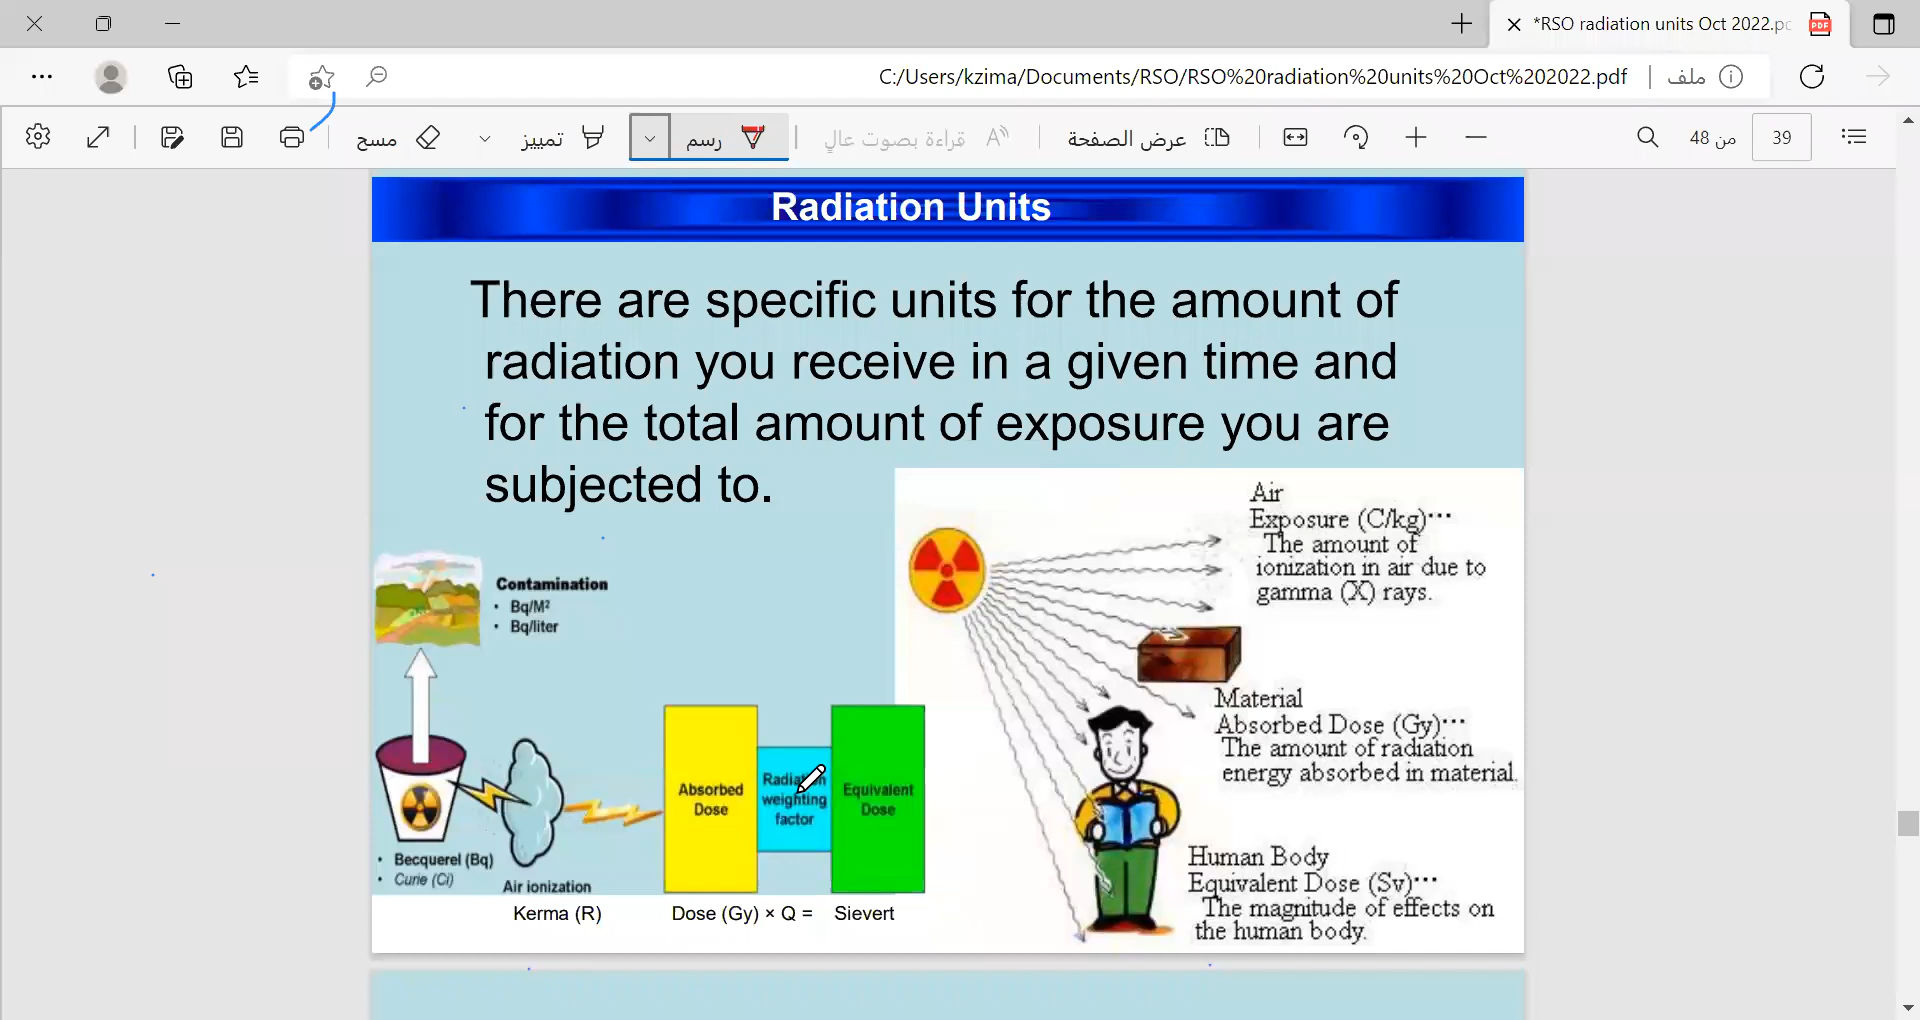 *RSO radiation units Oct 2022.p
PDF
C:/Users/kzima/Documents/RSO/RSO%20radiation%20units%20Oct%202022.pdf
ملف
مسح
تمييز
رسم
قراءة بصوت عالٍ
عرض الصفحة
من 48
39
Radiation Units
There are specific units for the amount of
radiation you receive in a given time and
for the total amount of exposure you are
subjected to.
Contamination
• Bq/M²
• Bq/liter
• Becquerel (Bq)
• Curie (Ci)
Air ionization
Kerma (R)
Absorbed
Dose
Radiation
weighting
factor
Equivalent
Dose
Dose (Gy) × Q = Sievert
Air
Exposure (C/kg)···
The amount of
ionization in air due to
gamma (X) rays.
Material
Absorbed Dose (Gy)···
The amount of radiation
energy absorbed in material.
Human Body
Equivalent Dose (Sv)···
The magnitude of effects on
the human body.